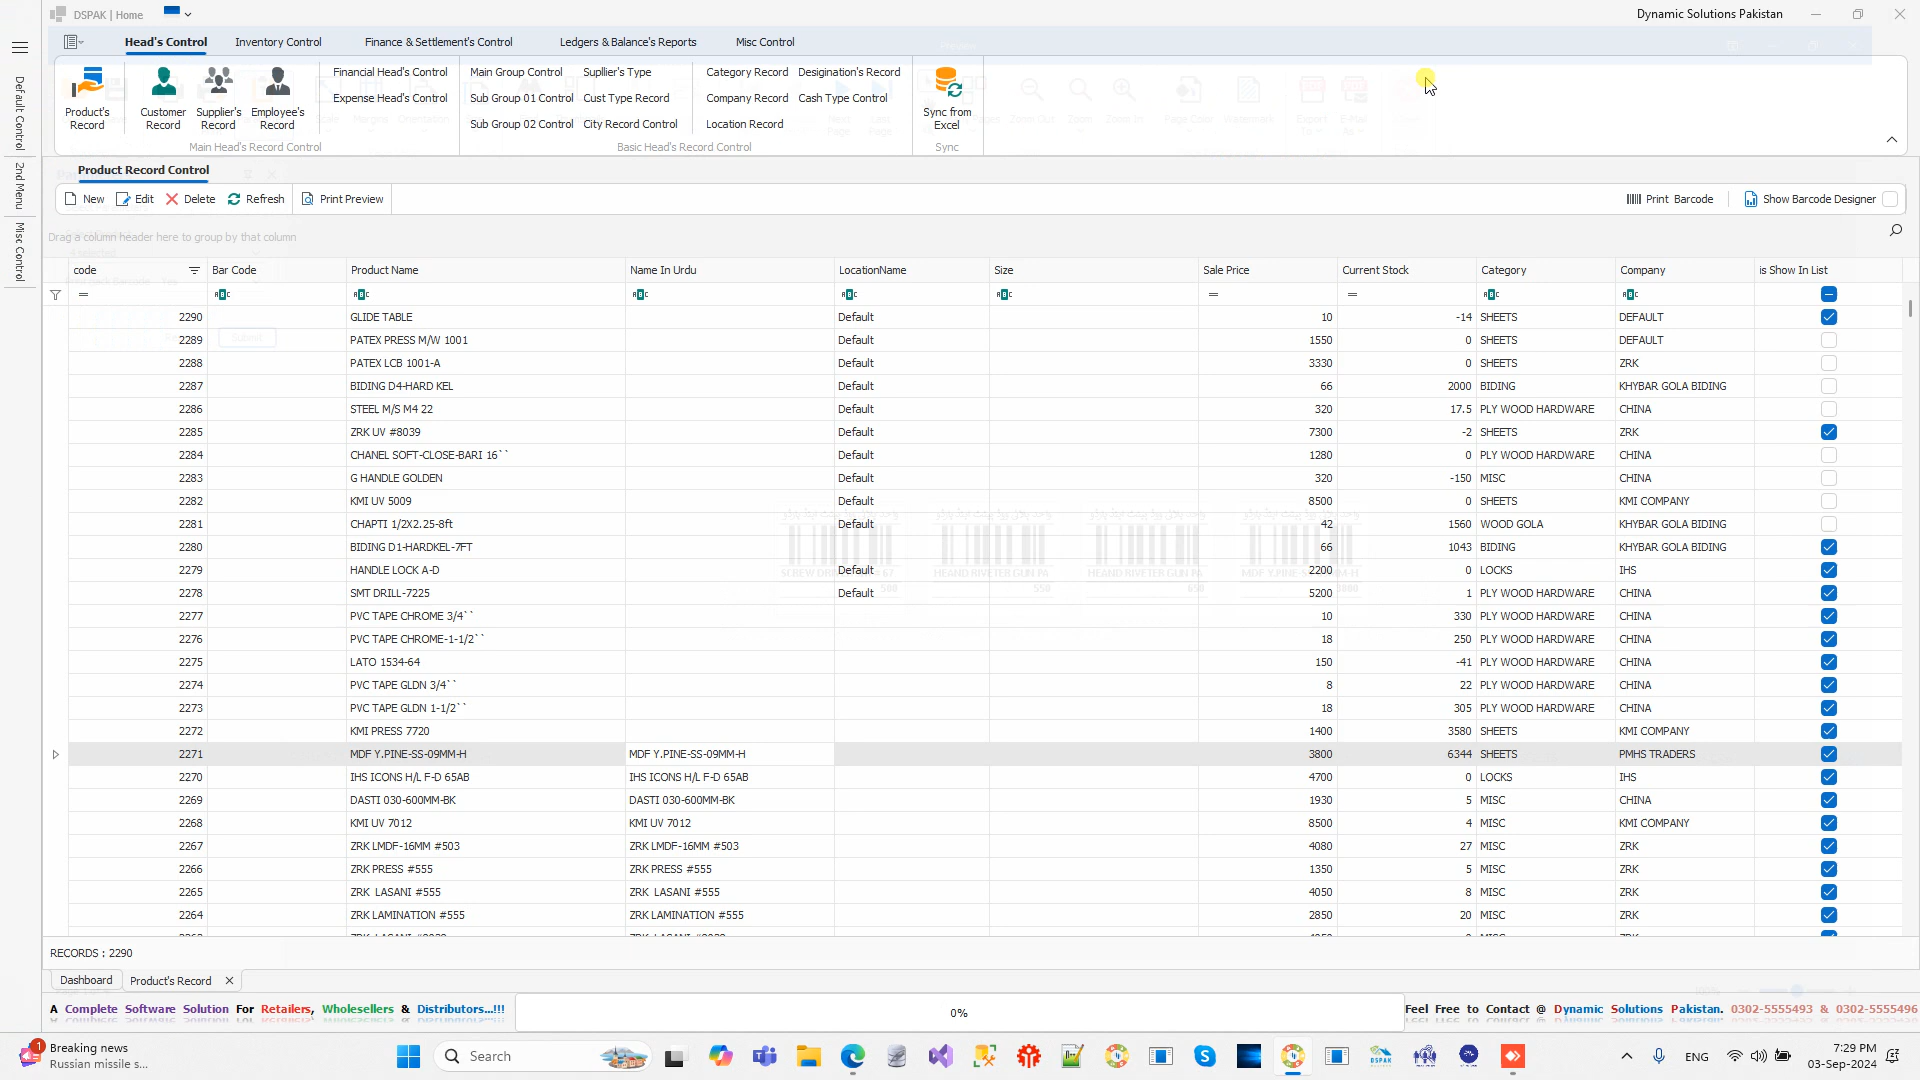 DSPAK | Home
Dynamic Solutions Pakistan
Head's Control Inventory Control Finance & Settlement's Control Ledgers & Balance's Reports Misc Control
Default Control
2nd Menu
Misc Control
Product's Record
Customer Record
Supplier's Record
Employee's Record
Financial Head's Control
Expense Head's Control
Main Head's Record Control
Main Group Control Supllier's Type
Sub Group 01 Control Cust Type Record
Sub Group 02 Control City Record Control
Category Record Designation's Record
Company Record Cash Type Control
Location Record
Basic Head's Record Control
Sync from Excel
Sync
Product Record Control
New Edit Delete Refresh Print Preview Print Barcode Show Barcode Designer
Drag a column header here to group by that column
code Bar Code Product Name Name In Urdu LocationName Size Sale Price Current Stock Category Company is Show In List
2290 GLIDE TABLE Default 10 -14 SHEETS DEFAULT
2289 PATEX PRESS M/W 1001 Default 1550 0 SHEETS DEFAULT
2288 PATEX LCB 1001-A Default 3330 0 SHEETS ZRK
2287 BIDING D4-HARD KEL Default 66 2000 BIDING KHYBAR GOLA BIDING
2286 STEEL M/S M4 22 Default 320 17.5 PLY WOOD HARDWARE CHINA
2285 ZRK UV #8039 Default 7300 -2 SHEETS ZRK
2284 CHANEL SOFT-CLOSE-BARI 16`` Default 1280 0 PLY WOOD HARDWARE CHINA
2283 G HANDLE GOLDEN Default 320 -150 MISC CHINA
2282 KMI UV 5009 Default 8500 0 SHEETS KMI COMPANY
2281 CHAPTI 1/2X2.25-8ft Default 42 1560 WOOD GOLA KHYBAR GOLA BIDING
2280 BIDING D1-HARDKEL-7FT 66 1043 BIDING KHYBAR GOLA BIDING
2279 HANDLE LOCK A-D Default 2200 0 LOCKS IHS
2278 SMT DRILL-7225 Default 5200 1 PLY WOOD HARDWARE CHINA
2277 PVC TAPE CHROME 3/4`` 10 330 PLY WOOD HARDWARE CHINA
2276 PVC TAPE CHROME-1-1/2`` 18 250 PLY WOOD HARDWARE CHINA
2275 LATO 1534-64 150 -41 PLY WOOD HARDWARE CHINA
2274 PVC TAPE GLDN 3/4`` 8 22 PLY WOOD HARDWARE CHINA
2273 PVC TAPE GLDN 1-1/2`` 18 305 PLY WOOD HARDWARE CHINA
2272 KMI PRESS 7720 1400 3580 SHEETS KMI COMPANY
2271 MDF Y.PINE-SS-09MM-H MDF Y.PINE-SS-09MM-H 3800 6344 SHEETS PMHS TRADERS
2270 IHS ICONS H/L F-D 65AB IHS ICONS H/L F-D 65AB 4700 0 LOCKS IHS
2269 DASTI 030-600MM-BK DASTI 030-600MM-BK 1930 5 MISC CHINA
2268 KMI UV 7012 KMI UV 7012 8500 4 MISC KMI COMPANY
2267 ZRK LMDF-16MM #503 ZRK LMDF-16MM #503 4080 27 MISC ZRK
2266 ZRK PRESS #555 ZRK PRESS #555 1350 5 MISC ZRK
2265 ZRK LASANI #555 ZRK LASANI #555 4050 8 MISC ZRK
2264 ZRK LAMINATION #555 ZRK LAMINATION #555 2850 20 MISC ZRK
RECORDS : 2290
Dashboard Product's Record
A Complete Software Solution For Retailers, Wholesellers & Distributors...!!! 0% Feel Free to Contact @ Dynamic Solutions Pakistan. 0302-5555493 & 0302-5555496
1 Breaking news
Russian missile s...
Search
ENG
7:29 PM
03-Sep-2024